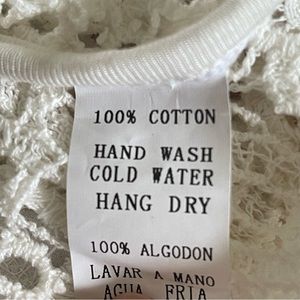 100% COTTON
HAND WASH
COLD WATER
HANG DRY
100% ALGODON
LAVAR A MANO
AGUA FRIA